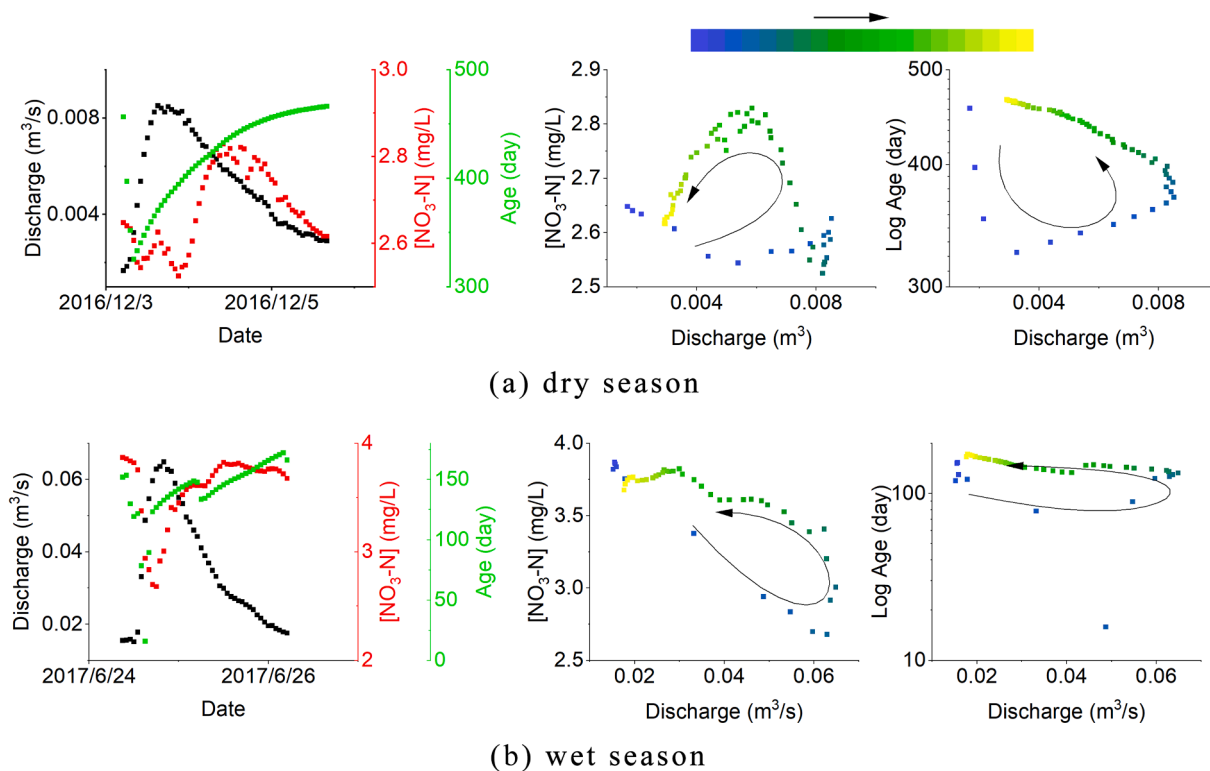 0.008
0.004
Discharge (m³/s)
3.0
2.8
2.6
[NO₃-N] (mg/L)
500
400
300
Age (day)
2016/12/3 2016/12/5
Date
2.9
2.8
2.7
2.6
2.5
[NO₃-N] (mg/L)
0.004 0.008
Discharge (m³)
500
400
300
Log Age (day)
0.004 0.008
Discharge (m³)
(a) dry season
0.06
0.04
0.02
Discharge (m³/s)
4
3
2
[NO₃-N] (mg/L)
150
100
50
0
Age (day)
2017/6/24 2017/6/26
Date
4.0
3.5
3.0
2.5
[NO₃-N] (mg/L)
0.02 0.04 0.06
Discharge (m³/s)
100
10
Log Age (day)
0.02 0.04 0.06
Discharge (m³/s)
(b) wet season